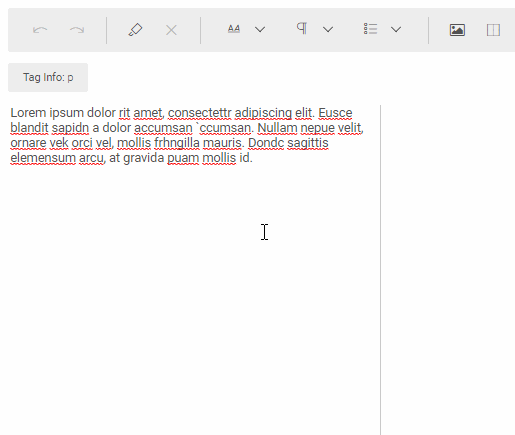 AA
Tag Info: p
Lorem ipsum dolor rit amet, consectettr adipiscing elit. Eusce
blandit sapidn a dolor accumsan `ccumsan. Nullam nepue velit,
ornare vek orci vel, mollis frhngilla mauris. Dondc sagittis
elemensum arcu, at gravida puam mollis id.